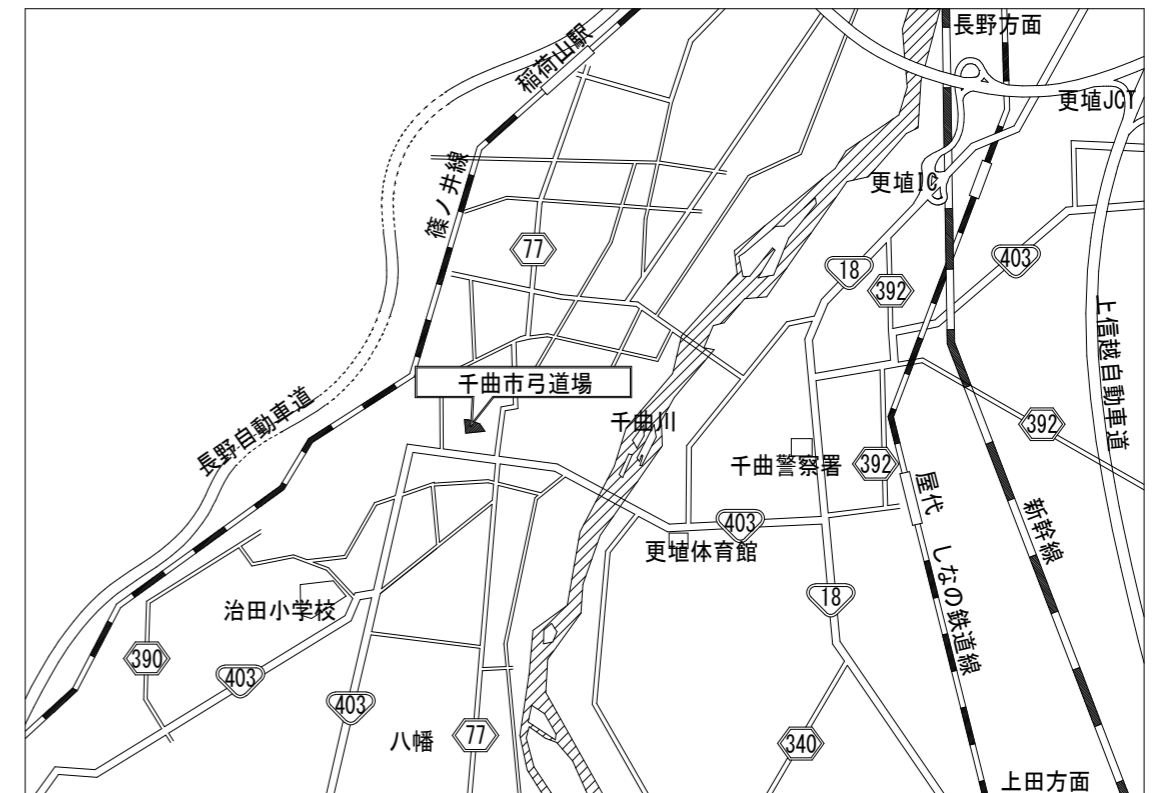 長野方面
稲荷山駅
更埴JCT
篠ノ井線
更埴IC
77
18
403
392
上信越自動車道
千曲市弓道場
長野自動車道
千曲川
392
千曲警察署
392
屋代
403
新幹線
更埴体育館
しなの鉄道線
18
治田小学校
390
403
403
八幡
77
340
上田方面